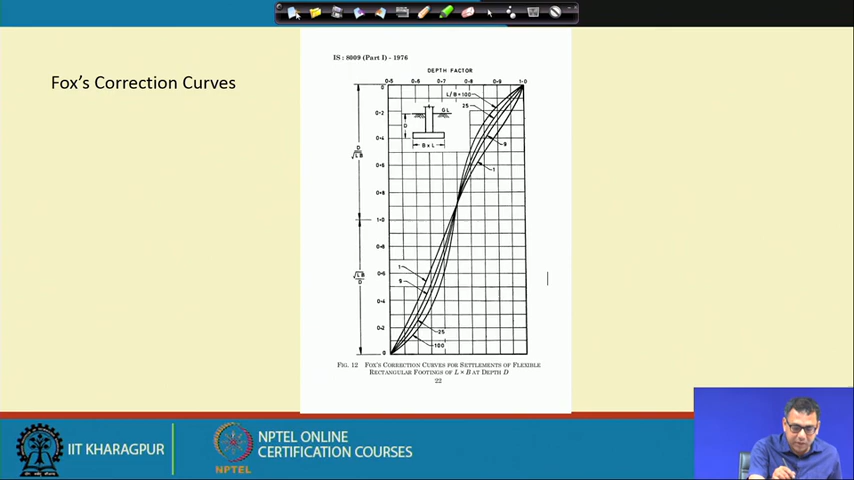 Fox's Correction Curves
IS : 8009 (Part I) - 1976
DEPTH FACTOR
0·5 0·6 0·7 0·8 0·9 1·0
L/B=100
25
9
1
G L
D
B × L
0
0·2
0·4
0·6
0·8
1·0
0·8
0·6
0·4
0·2
0
D
√LB
√LB
D
1
9
25
100
FIG. 12 FOX'S CORRECTION CURVES FOR SETTLEMENTS OF FLEXIBLE
RECTANGULAR FOOTINGS OF L × B AT DEPTH D
22
IIT KHARAGPUR
NPTEL
NPTEL ONLINE
CERTIFICATION COURSES